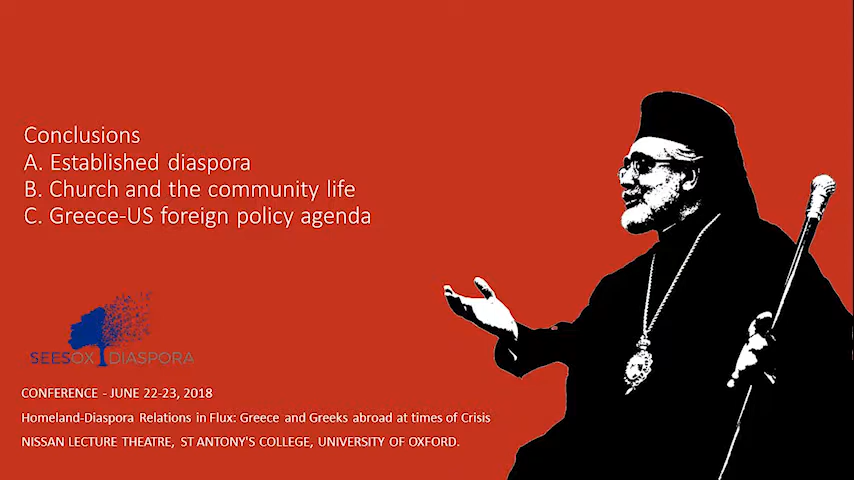 Conclusions
A. Established diaspora
B. Church and the community life
C. Greece-US foreign policy agenda
SEESOX DIASPORA
CONFERENCE - JUNE 22-23, 2018
Homeland-Diaspora Relations in Flux: Greece and Greeks abroad at times of Crisis
NISSAN LECTURE THEATRE, ST ANTONY'S COLLEGE, UNIVERSITY OF OXFORD.